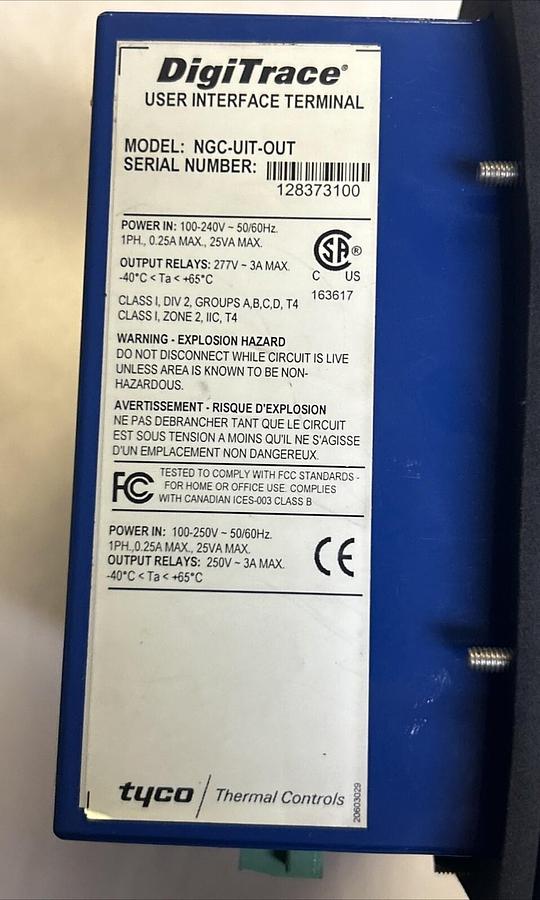 DigiTrace®
USER INTERFACE TERMINAL
MODEL: NGC-UIT-OUT
SERIAL NUMBER:
128373100
POWER IN: 100-240V ~ 50/60Hz.
1PH., 0.25A MAX., 25VA MAX.
OUTPUT RELAYS: 277V ~ 3A MAX.
-40°C < Ta < +65°C
CLASS I, DIV 2, GROUPS A,B,C,D, T4
CLASS I, ZONE 2, IIC, T4
SA ®
C US
163617
WARNING - EXPLOSION HAZARD
DO NOT DISCONNECT WHILE CIRCUIT IS LIVE
UNLESS AREA IS KNOWN TO BE NON-
HAZARDOUS.
AVERTISSEMENT - RISQUE D'EXPLOSION
NE PAS DEBRANCHER TANT QUE LE CIRCUIT
EST SOUS TENSION A MOINS QU'IL NE S'AGISSE
D'UN EMPLACEMENT NON DANGEREUX.
FC
TESTED TO COMPLY WITH FCC STANDARDS -
FOR HOME OR OFFICE USE. COMPLIES
WITH CANADIAN ICES-003 CLASS B
POWER IN: 100-250V ~ 50/60Hz.
1PH.,0.25A MAX., 25VA MAX.
OUTPUT RELAYS: 250V ~ 3A MAX.
-40°C < Ta < +65°C
CE
tyco / Thermal Controls
20603029